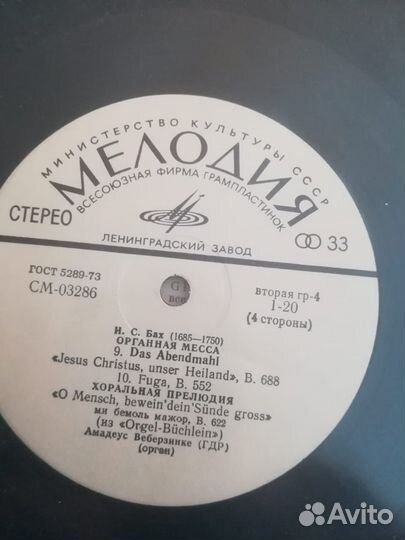 МИНИСТЕРСТВО КУЛЬТУРЫ СССР
МЕЛОДИЯ
ВСЕСОЮЗНАЯ ФИРМА ГРАМПЛАСТИНОК
СТЕРЕО
33
ЛЕНИНГРАДСКИЙ ЗАВОД
ГОСТ 5289-73
СМ-03286
вторая гр-4
1-20
(4 стороны)
И. С. Бах (1685—1750)
ОРГАННАЯ МЕССА
9. Das Abendmahl
«Jesus Christus, unser Heiland», В. 688
10. Fuga, В. 552
ХОРАЛЬНАЯ ПРЕЛЮДИЯ
«O Mensch, bewein'dein'Sünde gross»
ми бемоль мажор, В. 622
(из «Orgel-Büchlein»)
Амадеус Веберзинке (ГДР)
(орган)
Avito